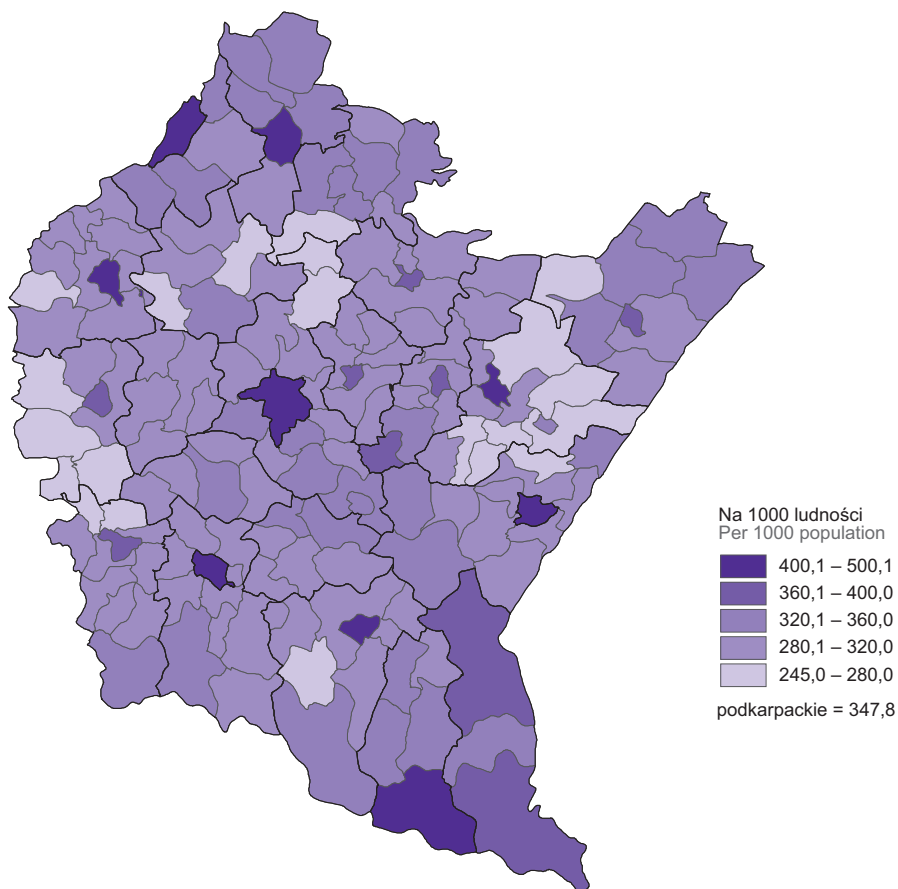 Na 1000 ludności
Per 1000 population
400,1 – 500,1
360,1 – 400,0
320,1 – 360,0
280,1 – 320,0
245,0 – 280,0
podkarpackie = 347,8